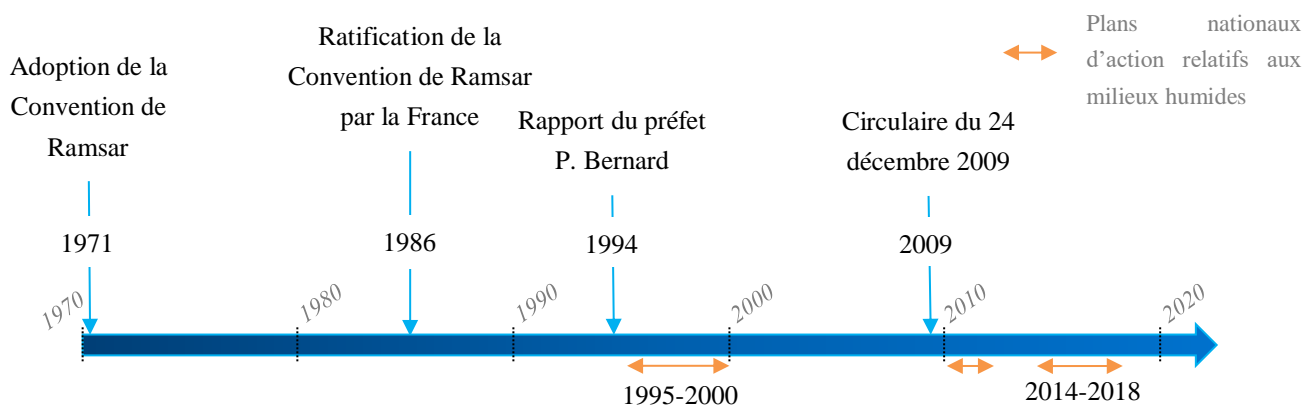 Plans nationaux
d’action relatifs aux
milieux humides
Adoption de la
Convention de
Ramsar
Ratification de la
Convention de Ramsar
par la France
Rapport du préfet
P. Bernard
Circulaire du 24
décembre 2009
1971
1986
1994
2009
1970
1980
1990
2000
2010
2020
1995-2000
2014-2018